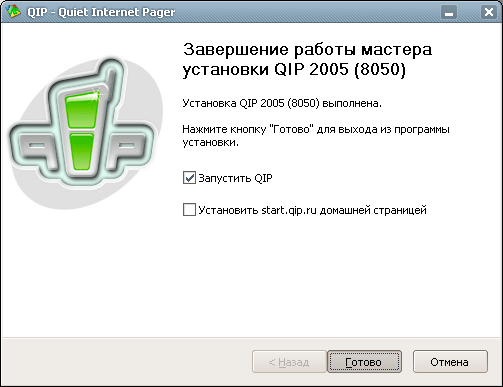 QIP - Quiet Internet Pager
Завершение работы мастера
установки QIP 2005 (8050)
Установка QIP 2005 (8050) выполнена.
Нажмите кнопку "Готово" для выхода из программы
установки.
Запустить QIP
Установить start.qip.ru домашней страницей
qip
< Назад
Готово
Отмена